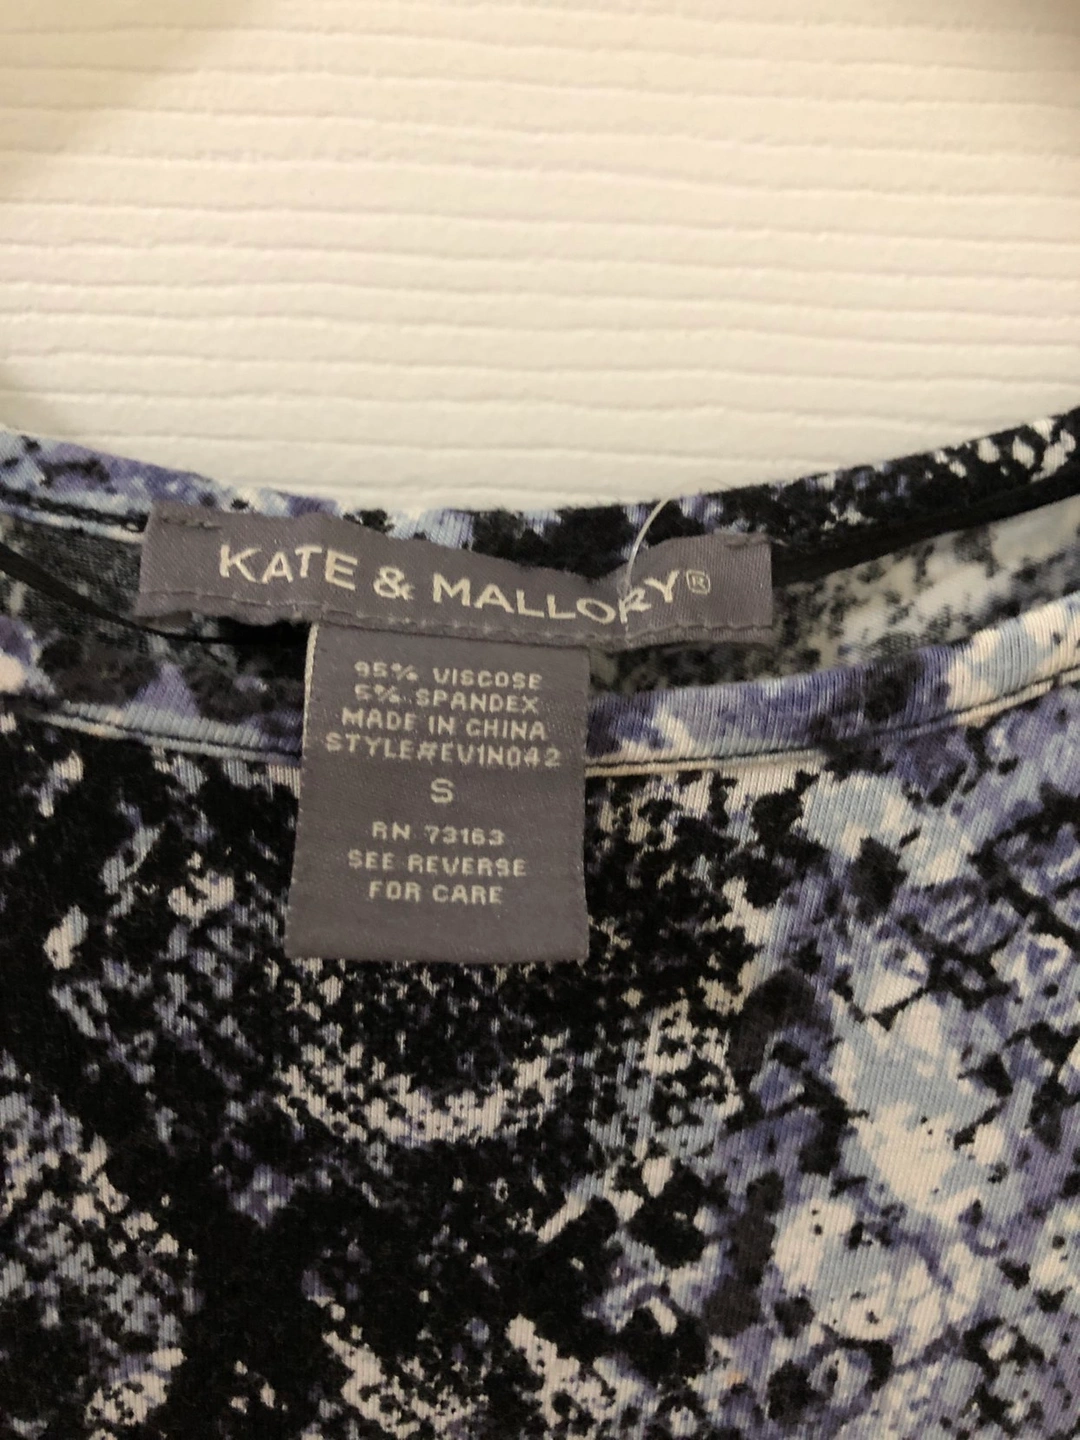 KATE & MALLORY®
95% VISCOSE
5% SPANDEX
MADE IN CHINA
STYLE#EV1N042
S
RN 73163
SEE REVERSE
FOR CARE